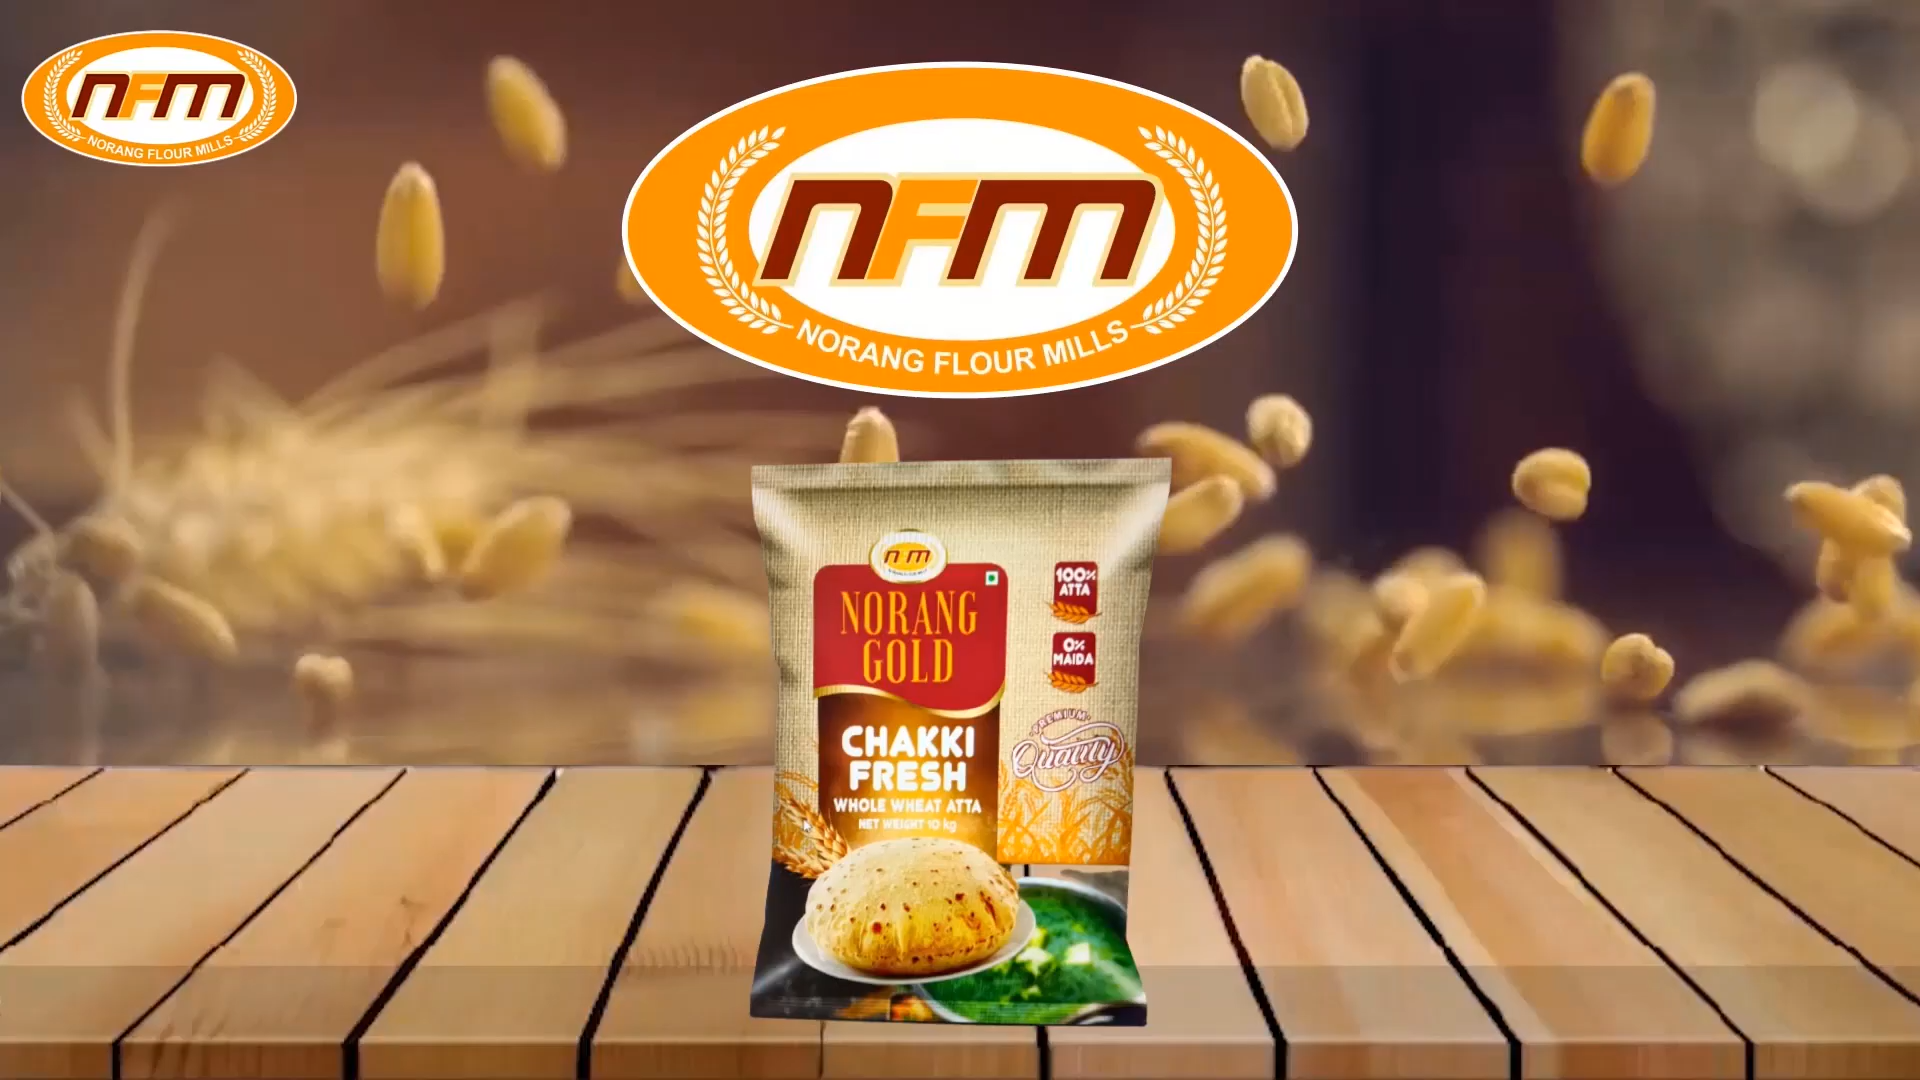 NFM
NORANG FLOUR MILLS
NFM
NORANG FLOUR MILLS
NFM
NORANG
GOLD
100%
ATTA
0%
MAIDA
PREMIUM
Quality
CHAKKI
FRESH
WHOLE WHEAT ATTA
NET WEIGHT 10 kg